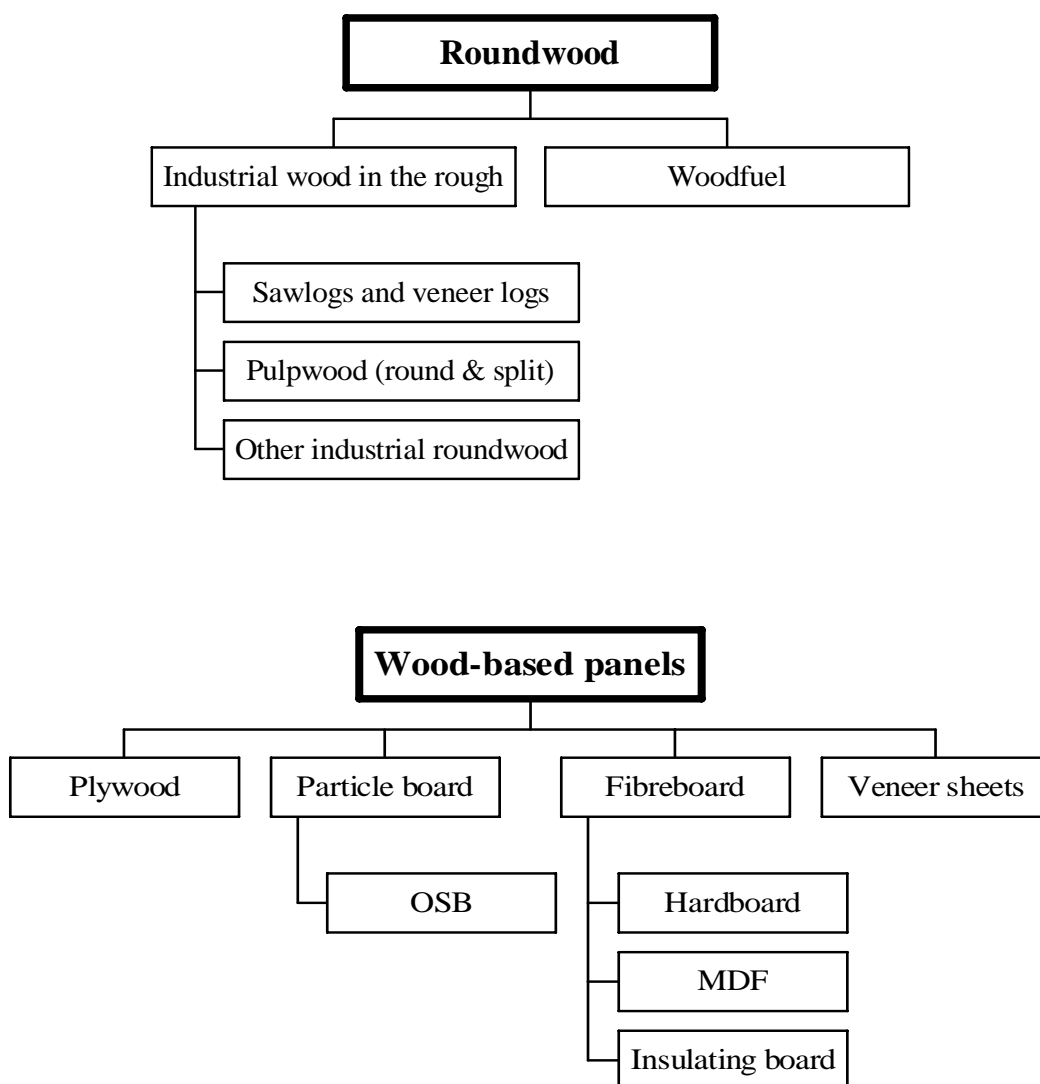 Roundwood
Industrial wood in the rough
Woodfuel
Sawlogs and veneer logs
Pulpwood (round & split)
Other industrial roundwood
Wood-based panels
Plywood
Particle board
Fibreboard
Veneer sheets
OSB
Hardboard
MDF
Insulating board